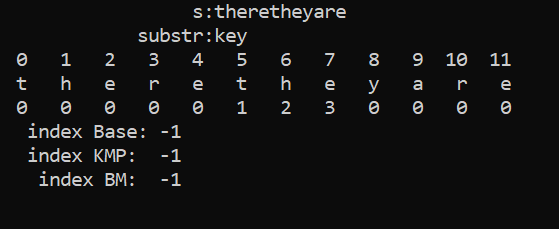 s:theretheyare
substr:key
0 1 2 3 4 5 6 7 8 9 10 11
t h e r e t h e y a r e
0 0 0 0 0 1 2 3 0 0 0 0
index Base: -1
index KMP: -1
index BM: -1